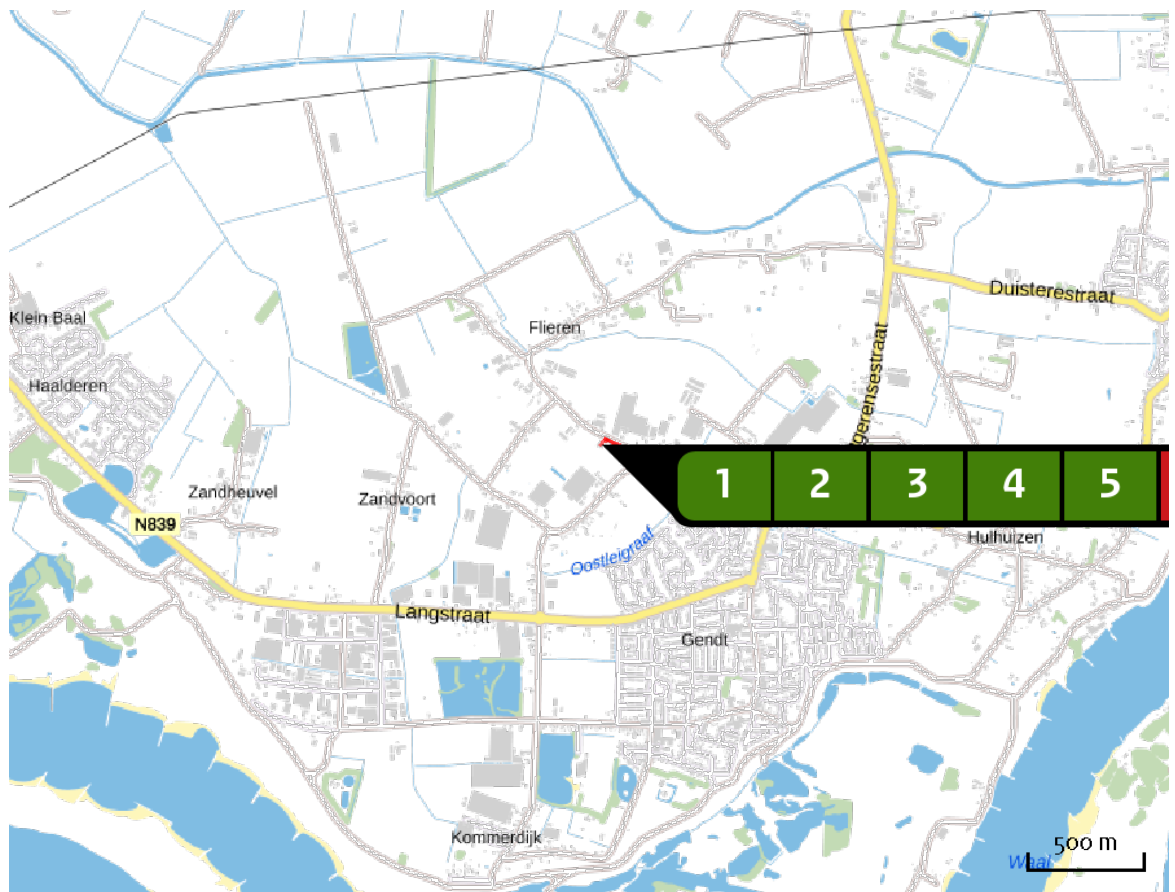 Duisterestraat
Klein Baal
Flieren
Haalderen
gerensestraat
1 2 3 4 5
Zandheuvel
Zandvoort
N839
Hulhuizen
Oostleigraaf
Langstraat
Gendt
Kommerdijk
500 m
Waal